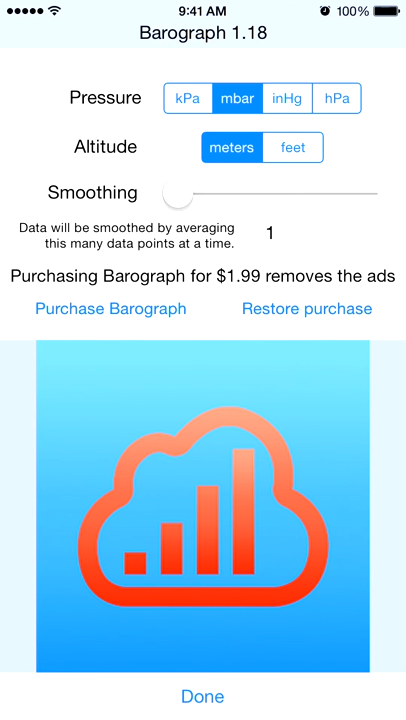 9:41 AM
100%
Barograph 1.18
Pressure kPa mbar inHg hPa
Altitude meters feet
Smoothing
Data will be smoothed by averaging
this many data points at a time.
1
Purchasing Barograph for $1.99 removes the ads
Purchase Barograph Restore purchase
Done